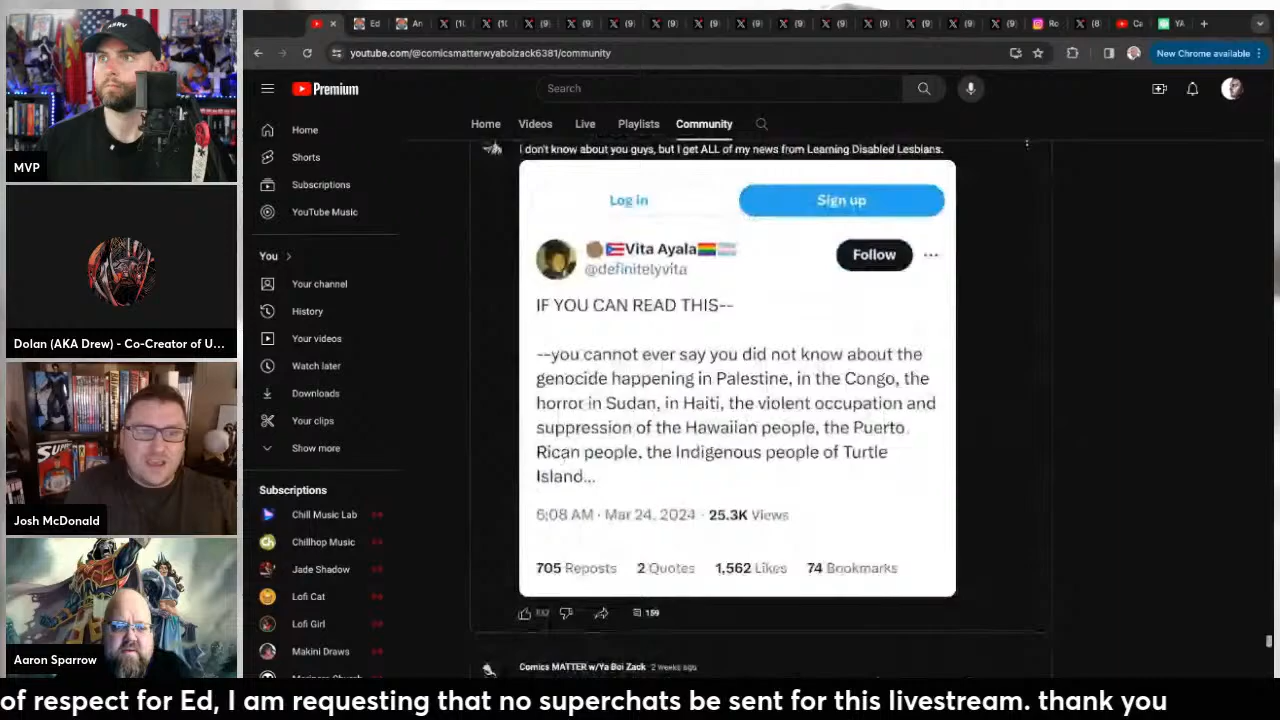 MVP
Dolan (AKA Drew) - Co-Creator of U...
Josh McDonald
Aaron Sparrow
Ed
An
youtube.com/@comicsmatterwyaboizack6381/community
New Chrome available
Premium
Search
Home
Videos
Live
Playlists
Community
Home
Shorts
Subscriptions
YouTube Music
You
Your channel
History
Your videos
Watch later
Downloads
Your clips
Show more
Subscriptions
Chill Music Lab
Chillhop Music
Jade Shadow
Lofi Cat
Lofi Girl
Makini Draws
I don't know about you guys, but I get ALL of my news from Learning Disabled Lesbians.
Log in
Sign up
Vita Ayala
@definitelyvita
Follow
IF YOU CAN READ THIS--
--you cannot ever say you did not know about the
genocide happening in Palestine, in the Congo, the
horror in Sudan, in Haiti, the violent occupation and
suppression of the Hawaiian people, the Puerto
Rican people, the Indigenous people of Turtle
Island...
6:08 AM · Mar 24, 2024 · 25.3K Views
705 Reposts 2 Quotes 1,562 Likes 74 Bookmarks
159
Comics MATTER w/Ya Boi Zack 2 weeks ago
of respect for Ed, I am requesting that no superchats be sent for this livestream. thank you